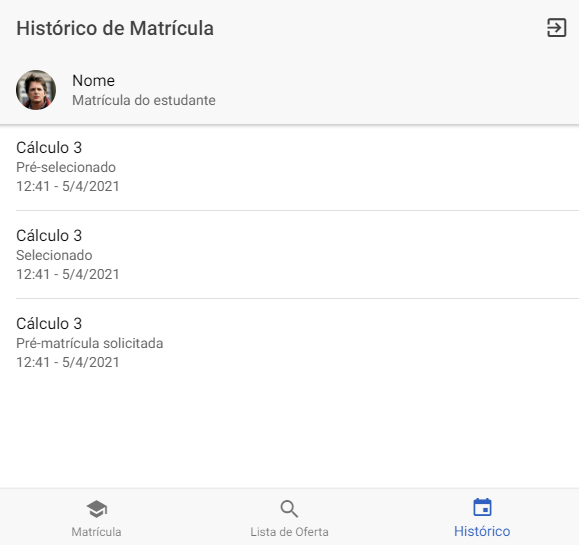 Histórico de Matrícula
Nome
Matrícula do estudante
Cálculo 3
Pré-selecionado
12:41 - 5/4/2021
Cálculo 3
Selecionado
12:41 - 5/4/2021
Cálculo 3
Pré-matrícula solicitada
12:41 - 5/4/2021
Matrícula
Lista de Oferta
Histórico